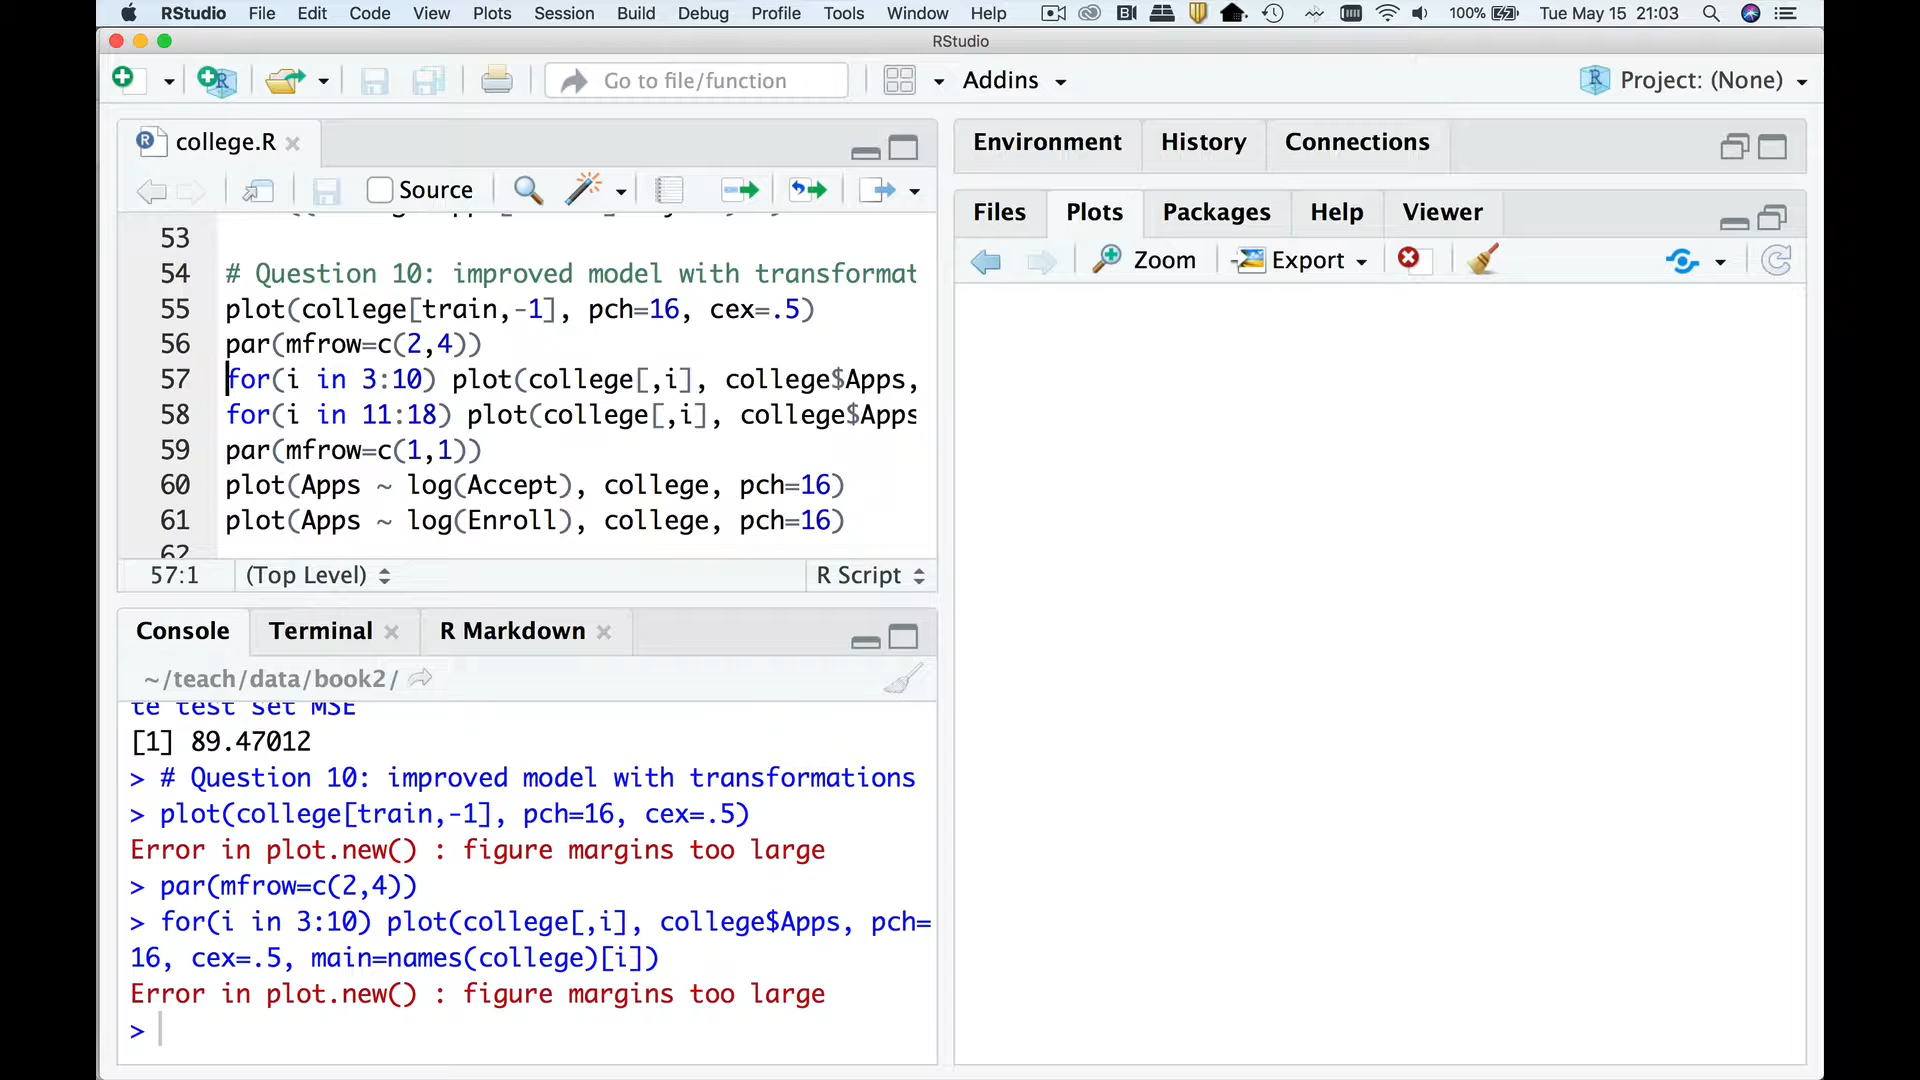 RStudio File Edit Code View Plots Session Build Debug Profile Tools Window Help 100% Tue May 15 21:03
RStudio
Go to file/function Addins Project: (None)
college.R
Source
53
54 # Question 10: improved model with transformat
55 plot(college[train,-1], pch=16, cex=.5)
56 par(mfrow=c(2,4))
57 for(i in 3:10) plot(college[,i], college$Apps,
58 for(i in 11:18) plot(college[,i], college$Apps
59 par(mfrow=c(1,1))
60 plot(Apps ~ log(Accept), college, pch=16)
61 plot(Apps ~ log(Enroll), college, pch=16)
62
57:1 (Top Level) R Script
Console Terminal R Markdown
~/teach/data/book2/
te test set MSE
[1] 89.47012
> # Question 10: improved model with transformations
> plot(college[train,-1], pch=16, cex=.5)
Error in plot.new() : figure margins too large
> par(mfrow=c(2,4))
> for(i in 3:10) plot(college[,i], college$Apps, pch=
16, cex=.5, main=names(college)[i])
Error in plot.new() : figure margins too large
>
Environment History Connections
Files Plots Packages Help Viewer
Zoom Export